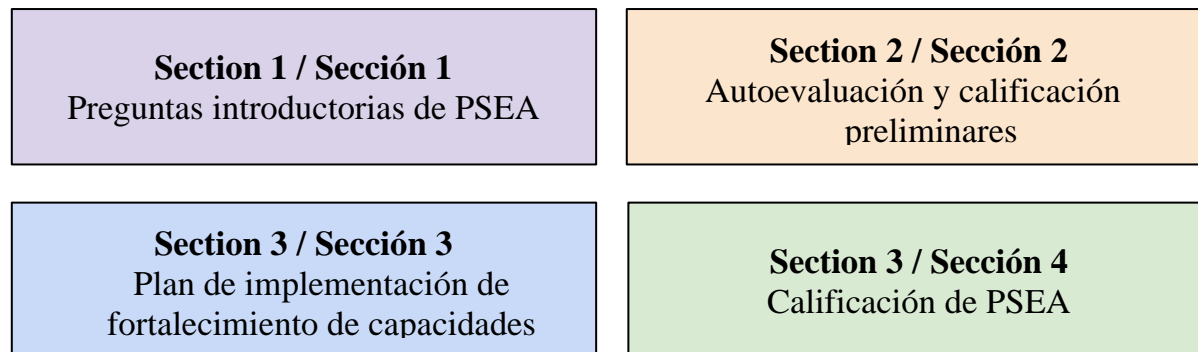 Section 1 / Sección 1
Preguntas introductorias de PSEA
Section 2 / Sección 2
Autoevaluación y calificación
preliminares
Section 3 / Sección 3
Plan de implementación de
fortalecimiento de capacidades
Section 3 / Sección 4
Calificación de PSEA